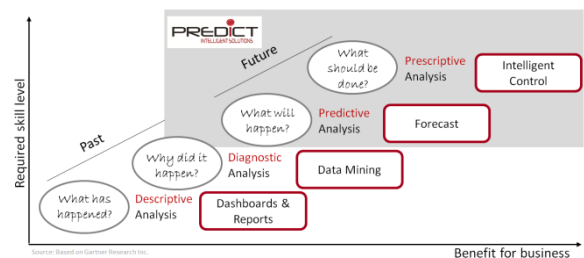 PREDICT
INTELLIGENT SOLUTIONS
Future
What
should be
done?
Prescriptive
Analysis
Intelligent
Control
What will
happen?
Predictive
Analysis
Forecast
Past
Why did it
happen?
Diagnostic
Analysis
Data Mining
What has
happened?
Descriptive
Analysis
Dashboards &
Reports
Required skill level
Source: Based on Gartner Research Inc.
Benefit for business